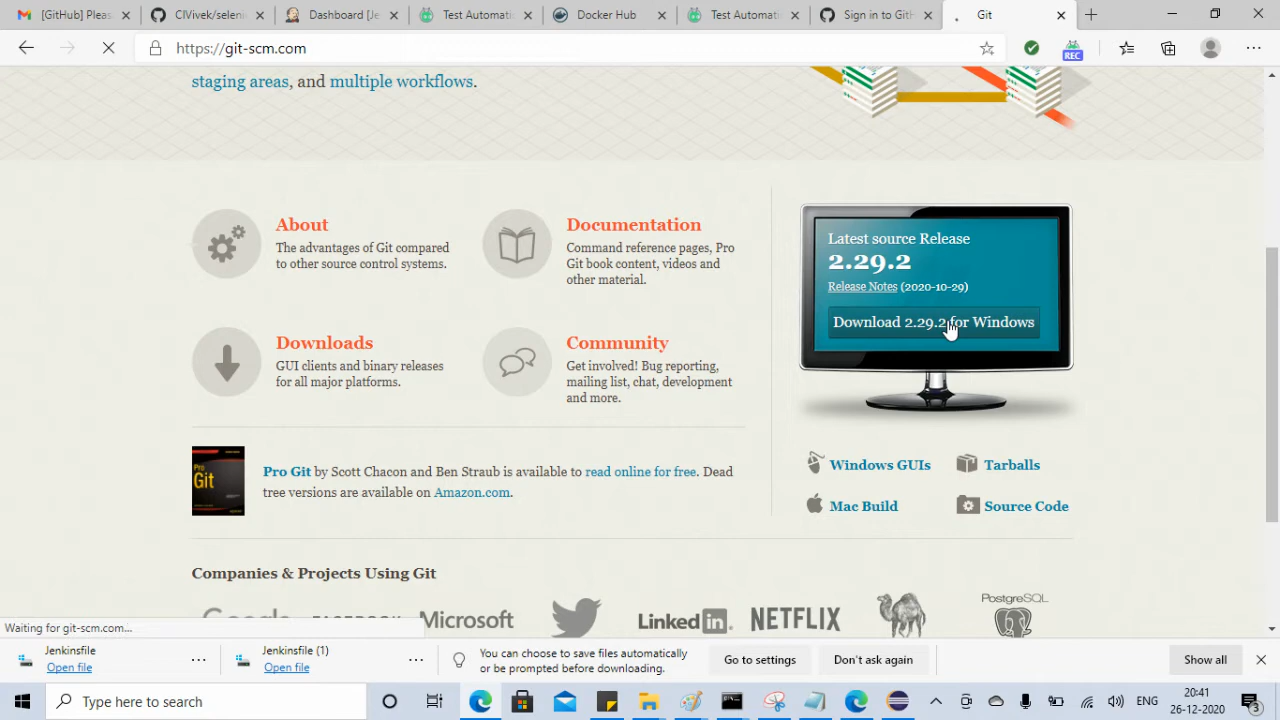 [GitHub] Pleas
GIVive/selen
Dashboard [Je
Test Automati
Docker Hub
Test Automati
Sign in to Git
Git
https://git-scm.com
REC
staging areas, and multiple workflows.
About
The advantages of Git compared
to other source control systems.
Documentation
Command reference pages, Pro
Git book content, videos and
other material.
Downloads
GUI clients and binary releases
for all major platforms.
Community
Get involved! Bug reporting,
mailing list, chat, development
and more.
Latest source Release
2.29.2
Release Notes (2020-10-29)
Download 2.29.2 for Windows
Pro Git by Scott Chacon and Ben Straub is available to read online for free. Dead
tree versions are available on Amazon.com.
Pro
Git
Windows GUIs
Tarballs
Mac Build
Source Code
Companies & Projects Using Git
Google
FACEBOOK
Microsoft
LinkedIn
NETFLIX
PostgreSQL
Waiting for git-scm.com...
Jenkinsfile
Open file
Jenkinsfile (1)
Open file
You can choose to save files automatically
or be prompted before downloading.
Go to settings
Don't ask again
Show all
Type here to search
ENG
20:41
26-12-2020
3